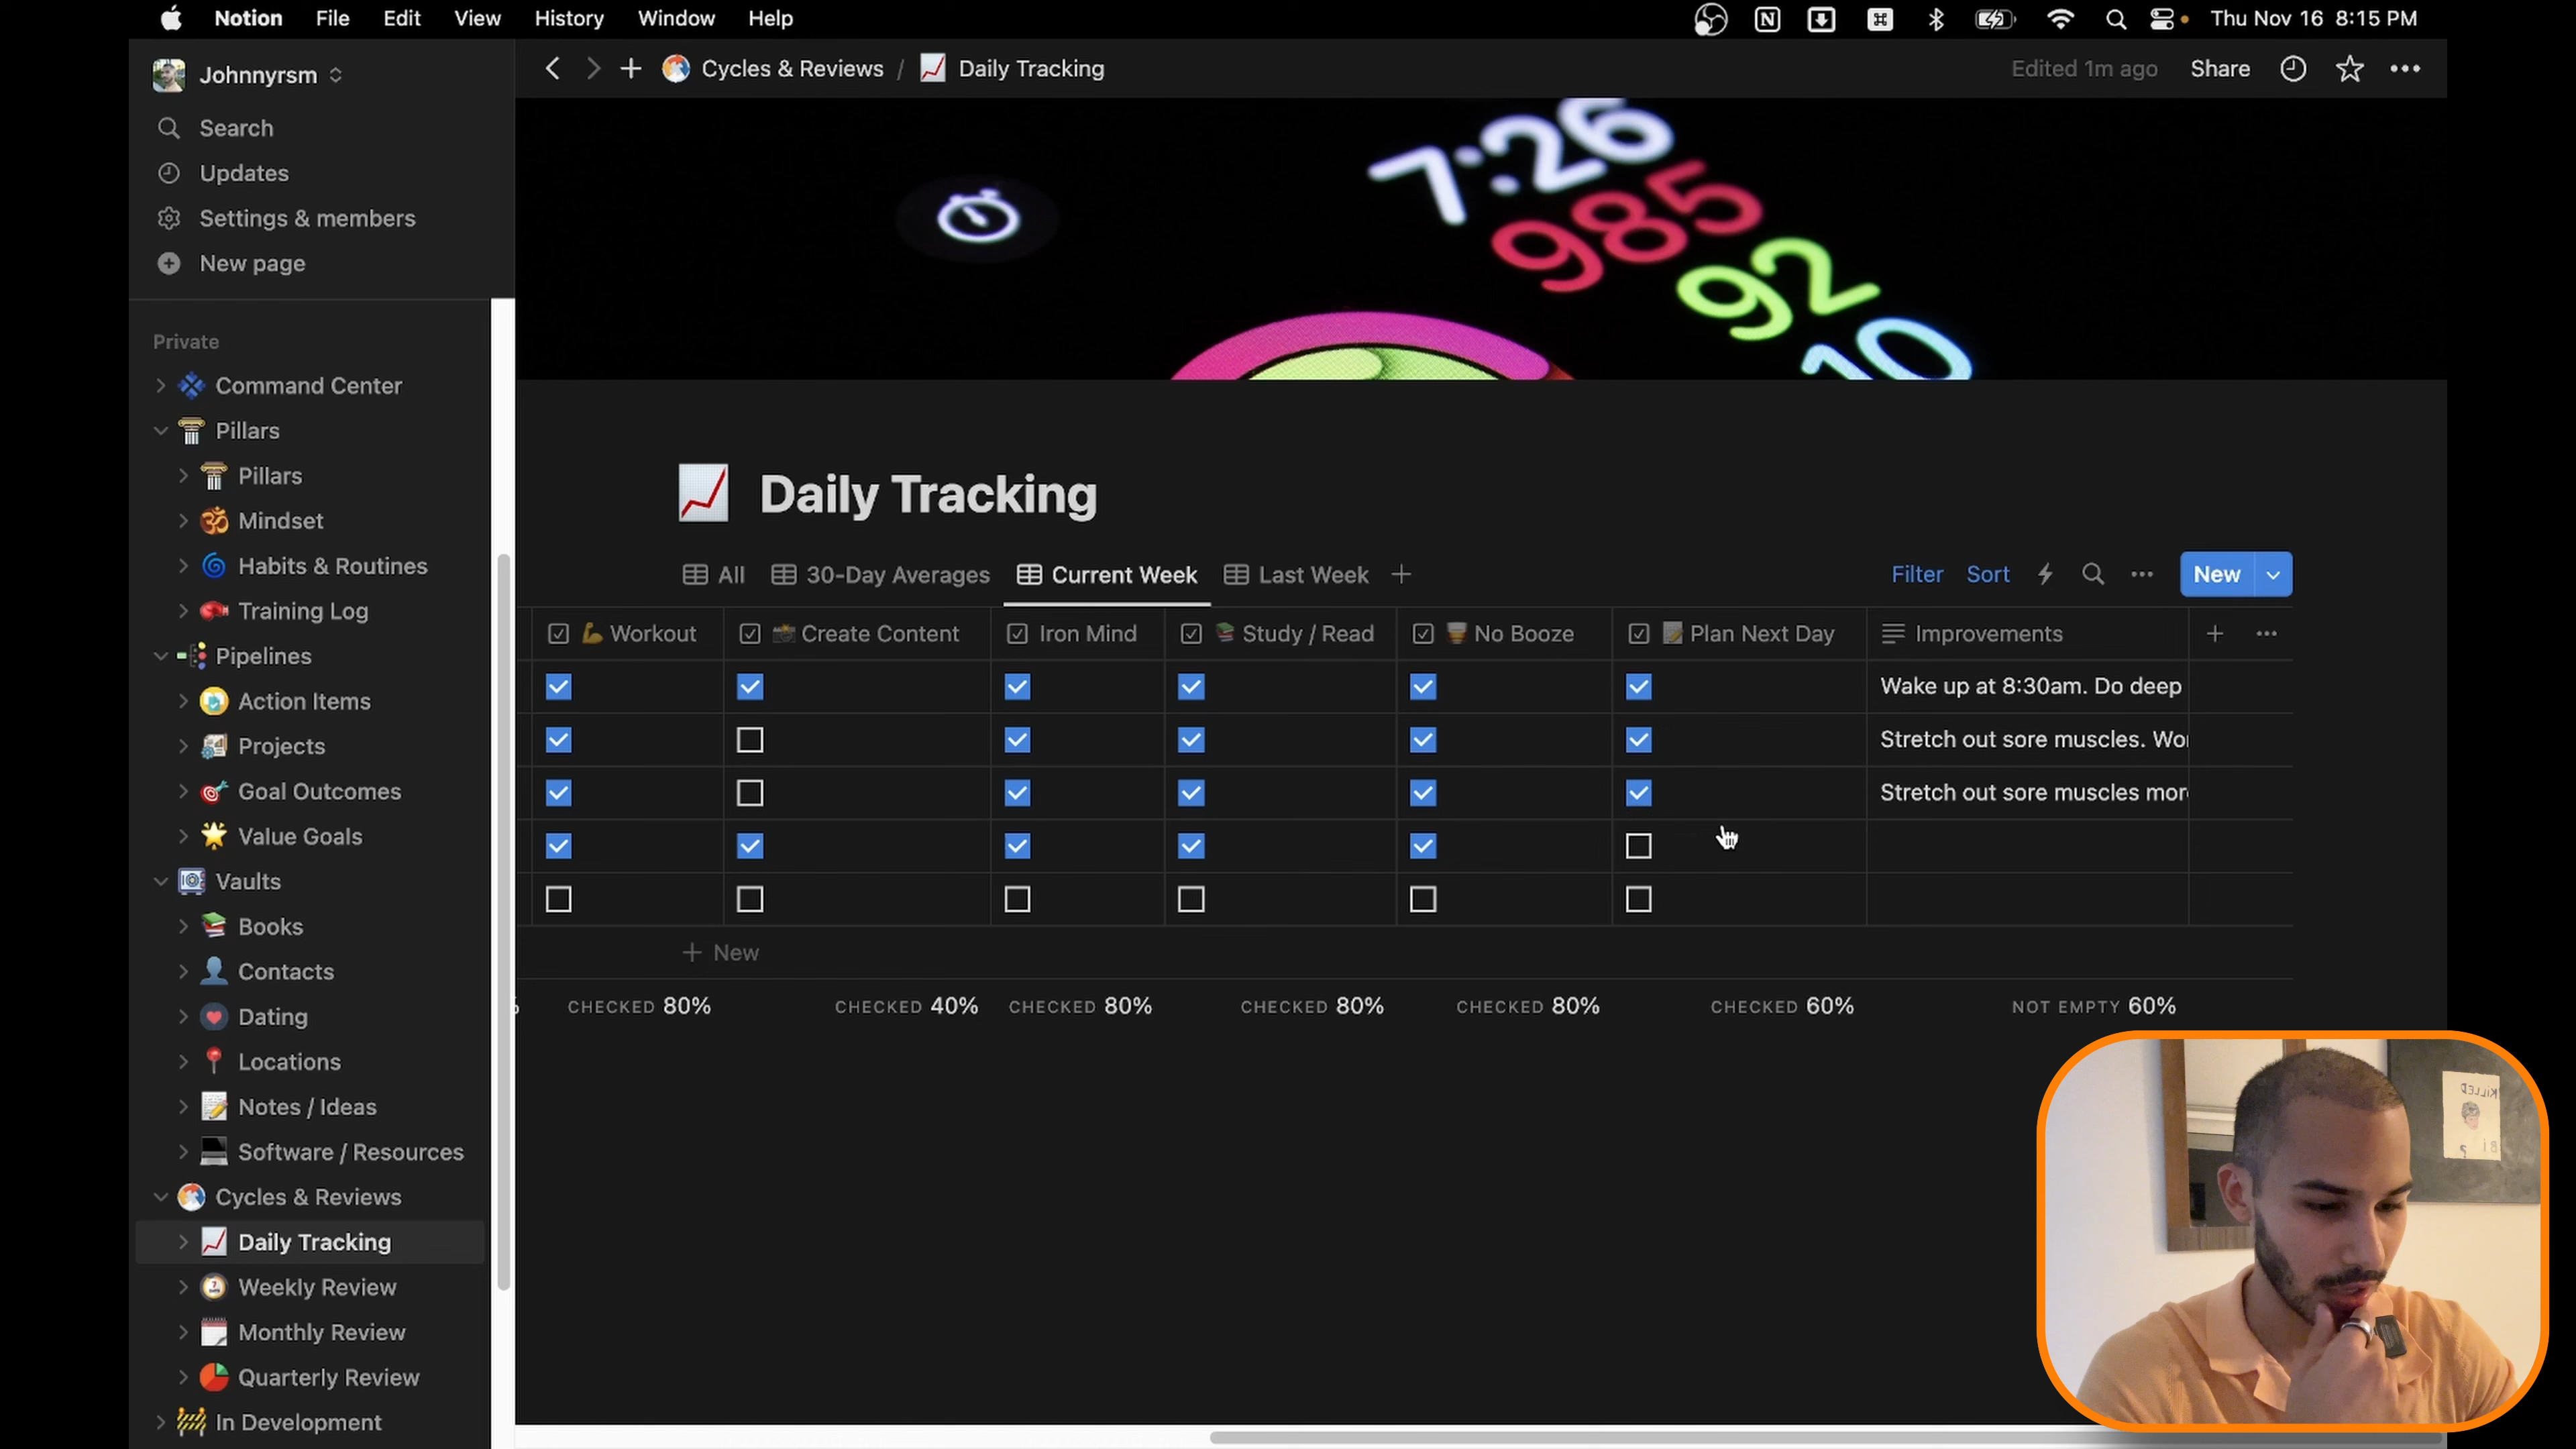 Notion File Edit View History Window Help Thu Nov 16 8:15 PM
Johnnyrsm
Search
Updates
Settings & members
New page
Private
Command Center
Pillars
Pillars
Mindset
Habits & Routines
Training Log
Pipelines
Action Items
Projects
Goal Outcomes
Value Goals
Vaults
Books
Contacts
Dating
Locations
Notes / Ideas
Software / Resources
Cycles & Reviews
Daily Tracking
Weekly Review
Monthly Review
Quarterly Review
In Development
Cycles & Reviews / Daily Tracking Edited 1m ago Share
7:26
985
92
10
Daily Tracking
All 30-Day Averages Current Week Last Week Filter Sort New
Workout Create Content Iron Mind Study / Read No Booze Plan Next Day Improvements
Wake up at 8:30am. Do deep
Stretch out sore muscles. Wo
Stretch out sore muscles mor
New
CHECKED 80% CHECKED 40% CHECKED 80% CHECKED 80% CHECKED 80% CHECKED 60% NOT EMPTY 60%
KILLED